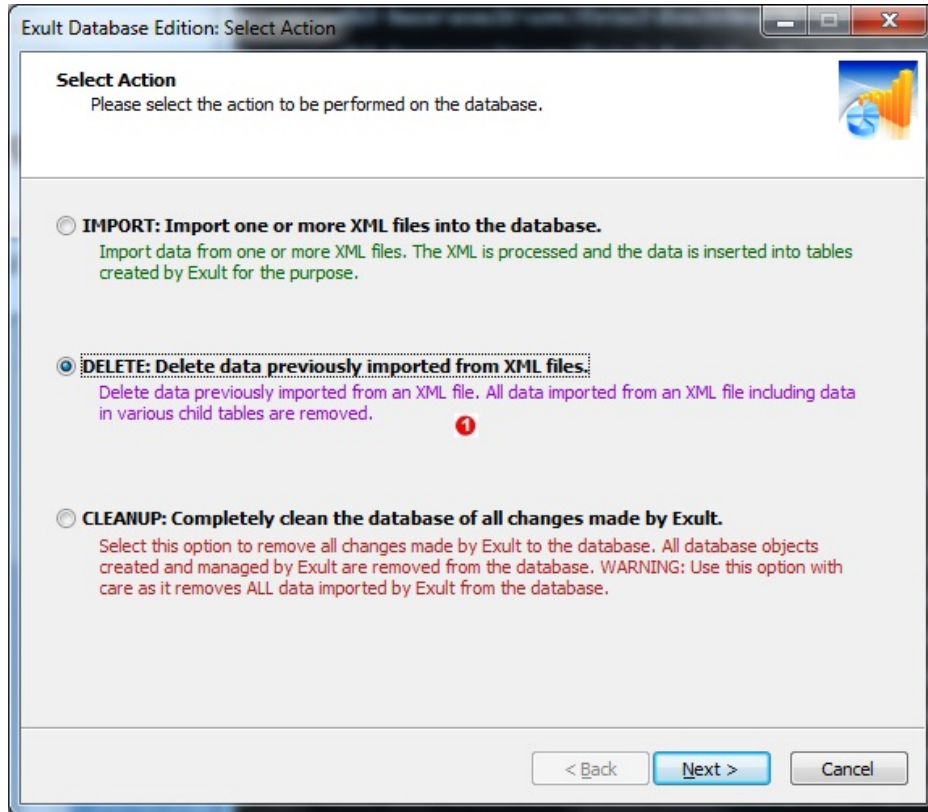 Exult Database Edition: Select Action
Select Action
Please select the action to be performed on the database.
IMPORT: Import one or more XML files into the database.
Import data from one or more XML files. The XML is processed and the data is inserted into tables
created by Exult for the purpose.
DELETE: Delete data previously imported from XML files.
Delete data previously imported from an XML file. All data imported from an XML file including data
in various child tables are removed.
1
CLEANUP: Completely clean the database of all changes made by Exult.
Select this option to remove all changes made by Exult to the database. All database objects
created and managed by Exult are removed from the database. WARNING: Use this option with
care as it removes ALL data imported by Exult from the database.
< Back Next > Cancel